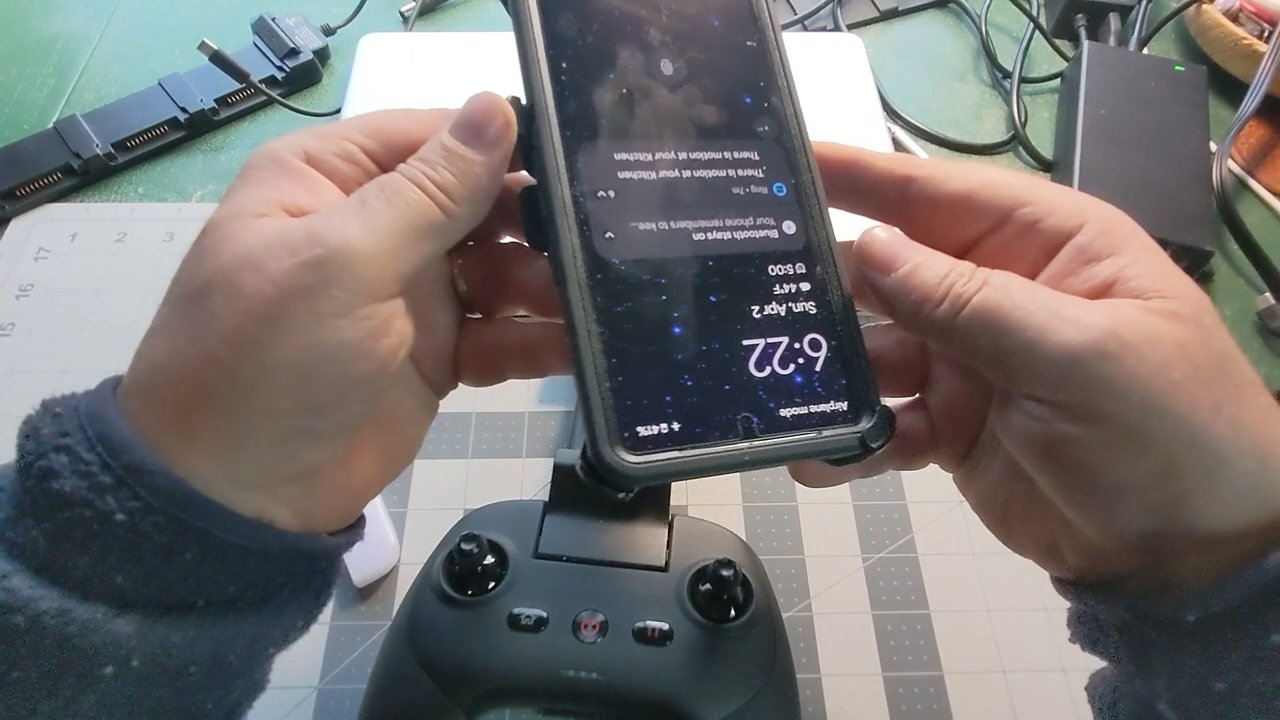 Airplane mode
41%
6:22
Sun, Apr 2
44°F
5:00
Bluetooth stays on
Your phone remembers to kee...
Ring • 7m
6
There is motion at your Kitchen
There is motion at your Kitchen
1 2 3
17
16
15